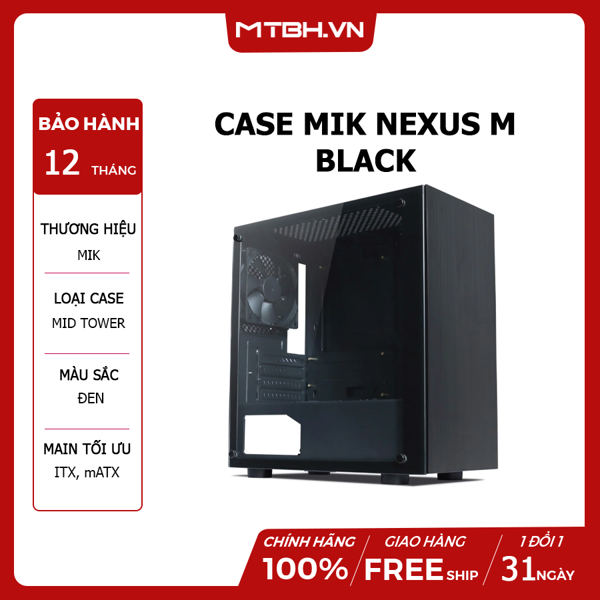 MTBH.VN
BẢO HÀNH
12 THÁNG
CASE MIK NEXUS M
BLACK
THƯƠNG HIỆU
MIK
LOẠI CASE
MID TOWER
MÀU SẮC
ĐEN
MAIN TỐI ƯU
ITX, mATX
CHÍNH HÃNG
100%
GIAO HÀNG
FREE SHIP
1 ĐỔI 1
31 NGÀY